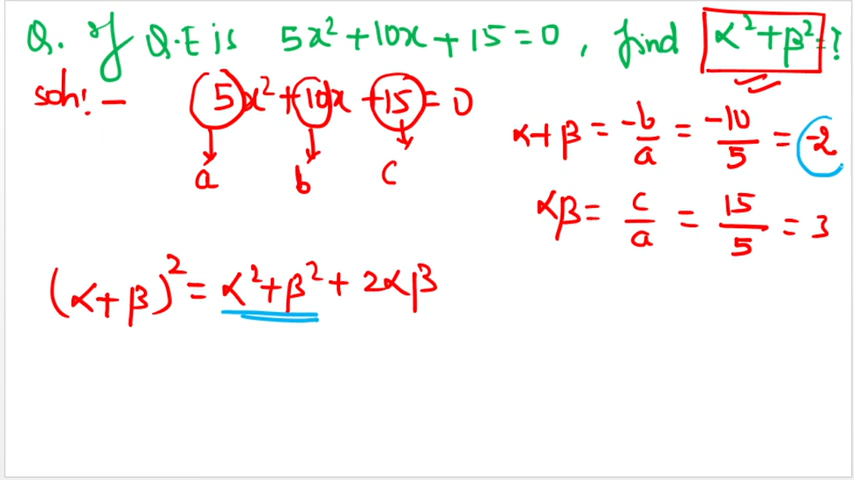 Q. If Q.E is 5x² + 10x + 15 = 0, find α² + β² = ?
Soln! – 5x² + 10x + 15 = 0
a b c
α + β = -b/a = -10/5 = -2
αβ = c/a = 15/5 = 3
(α + β)² = α² + β² + 2αβ